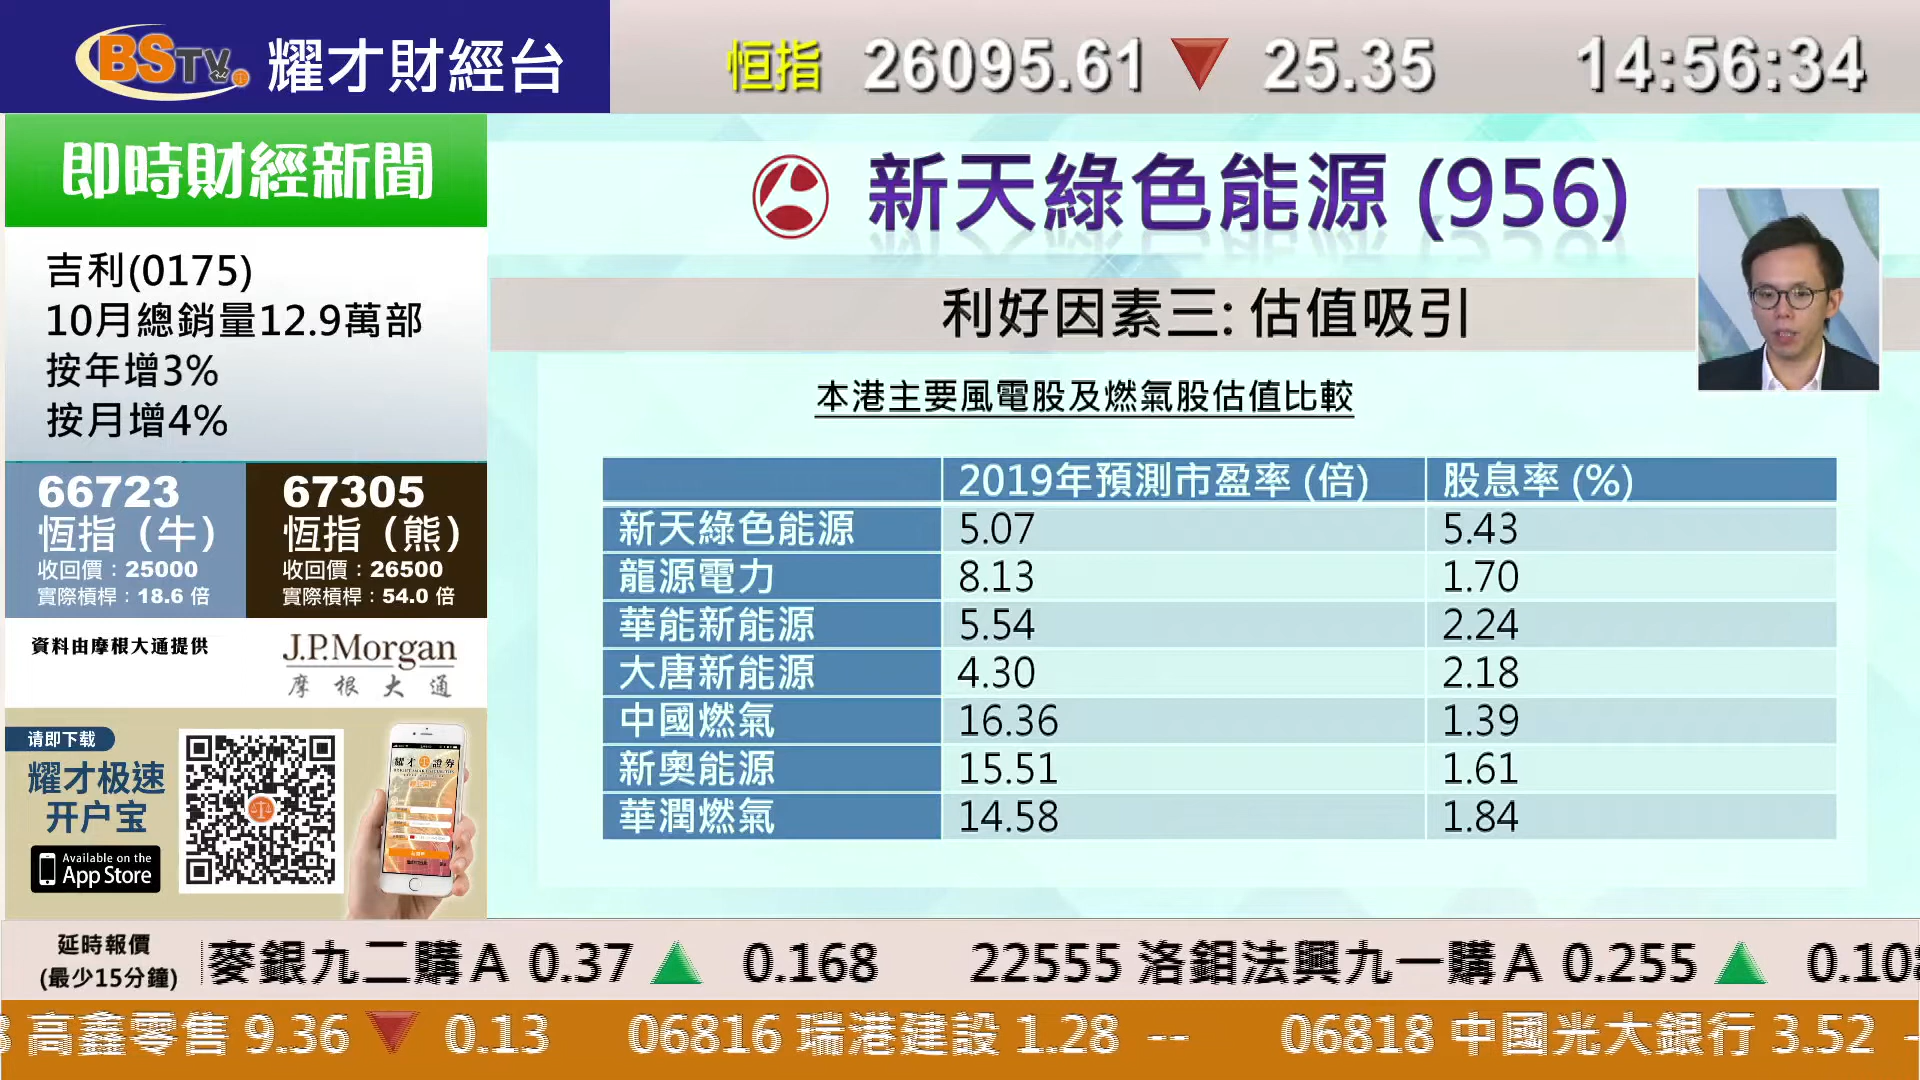 BSTV 耀才財經台
恒指 26095.61 ▼ 25.35 14:56:34
即時財經新聞
吉利(0175)
10月總銷量12.9萬部
按年增3%
按月增4%
66723
恆指（牛）
收回價：25000
實際槓桿：18.6 倍
67305
恆指（熊）
收回價：26500
實際槓桿：54.0 倍
資料由摩根大通提供
J.P.Morgan
摩根大通
请即下载
耀才极速
开户宝
Available on the
App Store
耀才證券
新天綠色能源 (956)
利好因素三: 估值吸引
本港主要風電股及燃氣股估值比較
2019年預測市盈率 (倍) 股息率 (%)
新天綠色能源 5.07 5.43
龍源電力 8.13 1.70
華能新能源 5.54 2.24
大唐新能源 4.30 2.18
中國燃氣 16.36 1.39
新奧能源 15.51 1.61
華潤燃氣 14.58 1.84
延時報價
(最少15分鐘)
麥銀九二購A 0.37 ▲ 0.168 22555 洛鉬法興九一購A 0.255 ▲ 0.108
高鑫零售 9.36 ▼ 0.13 06816 瑞港建設 1.28 -- 06818 中國光大銀行 3.52 -